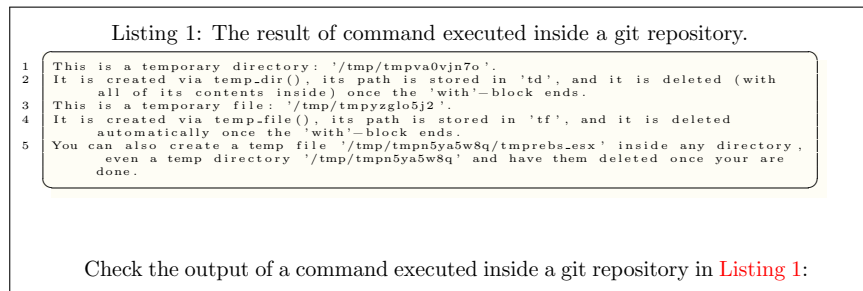 Listing 1: The result of command executed inside a git repository.
1 This is a temporary directory: '/tmp/tmpva0vjn7o'.
2 It is created via temp_dir(), its path is stored in 'td', and it is deleted (with
all of its contents inside) once the 'with'−block ends.
3 This is a temporary file: '/tmp/tmpyzglo5j2'.
4 It is created via temp_file(), its path is stored in 'tf', and it is deleted
automatically once the 'with'−block ends.
5 You can also create a temp file '/tmp/tmpn5ya5w8q/tmprebs_esx' inside any directory,
even a temp directory '/tmp/tmpn5ya5w8q' and have them deleted once your are
done.
Check the output of a command executed inside a git repository in Listing 1: